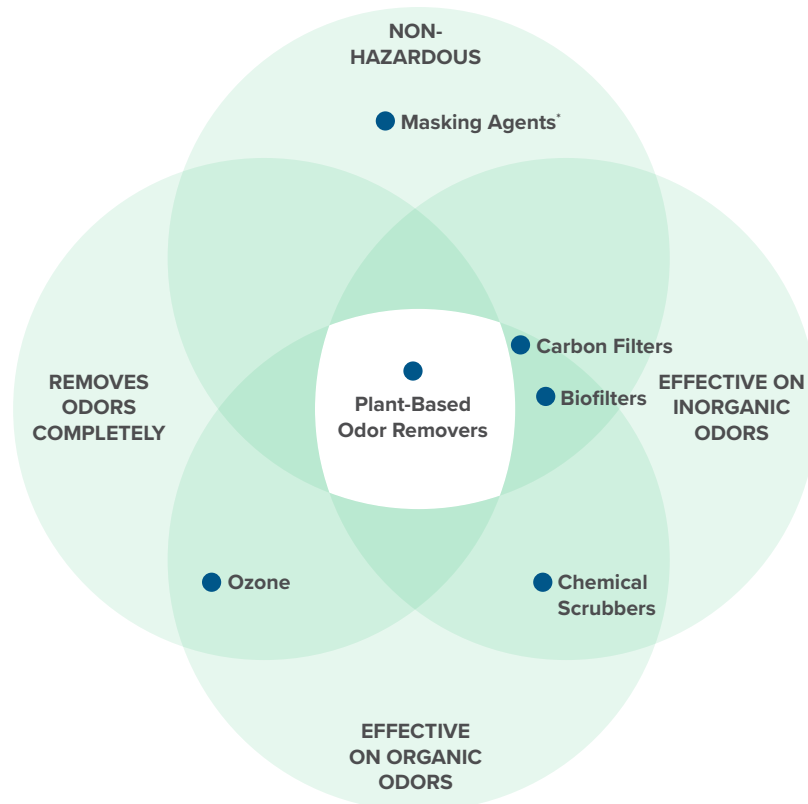 NON-
HAZARDOUS
Masking Agents*
Carbon Filters
REMOVES
ODORS
COMPLETELY
Plant-Based
Odor Removers
Biofilters
EFFECTIVE ON
INORGANIC
ODORS
Ozone
Chemical
Scrubbers
EFFECTIVE
ON ORGANIC
ODORS